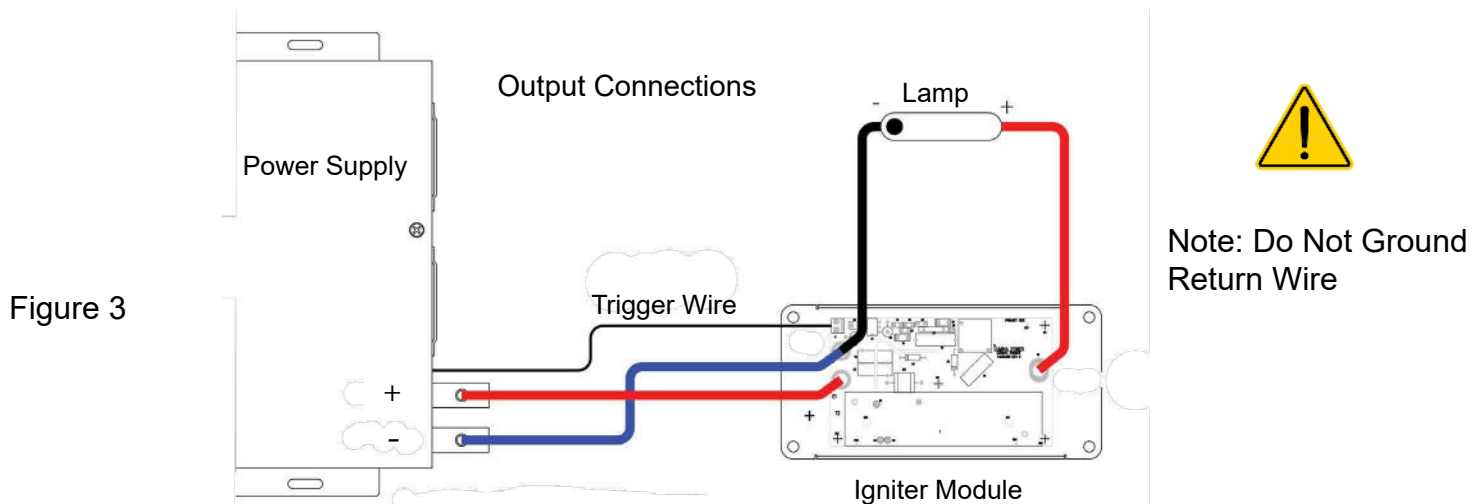 Output Connections
- Lamp +
Power Supply
Note: Do Not Ground
Return Wire
Figure 3
Trigger Wire
+
-
Igniter Module